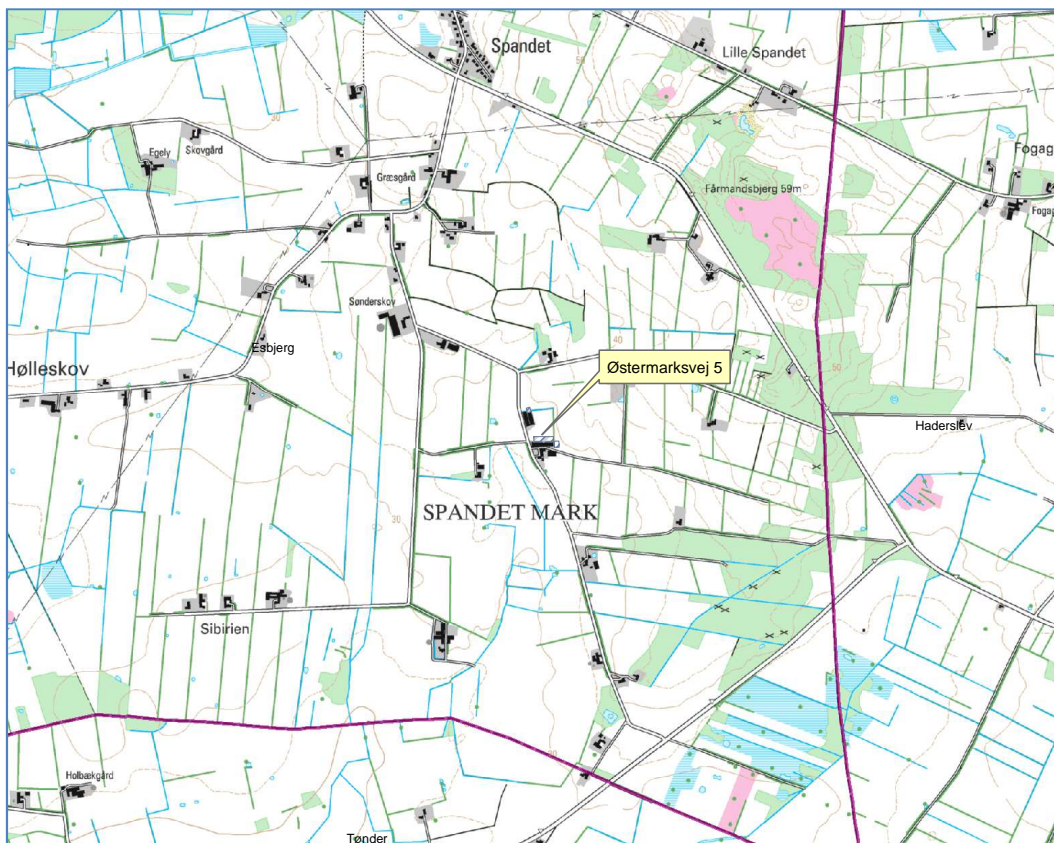 Spandet
Lille Spandet
50
30
Egely
Skovgård
Græsgård
Fårmandsbjerg 59m
Fogag
Fogag
Sønderskov
40
Esbjerg
Hølleskov
Østermarksvej 5
50
Haderslev
SPANDET MARK
30
Sibirien
30
Holbækgård
Tønder